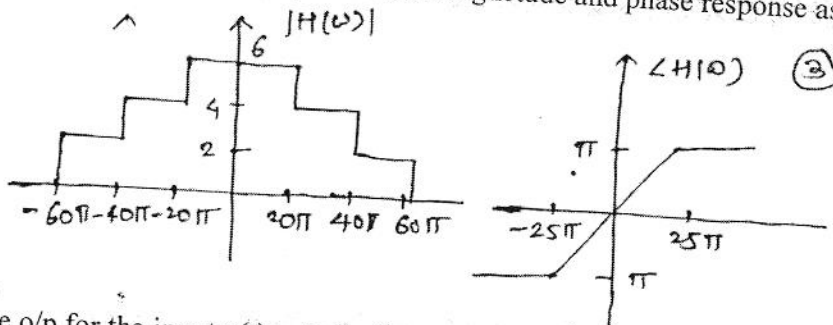 and phase response as
|H(ω)|
6
4
2
-60π -40π -20π 20π 40π 60π
∠H(ω)
3
π
-25π 25π
π
e o/p for the input